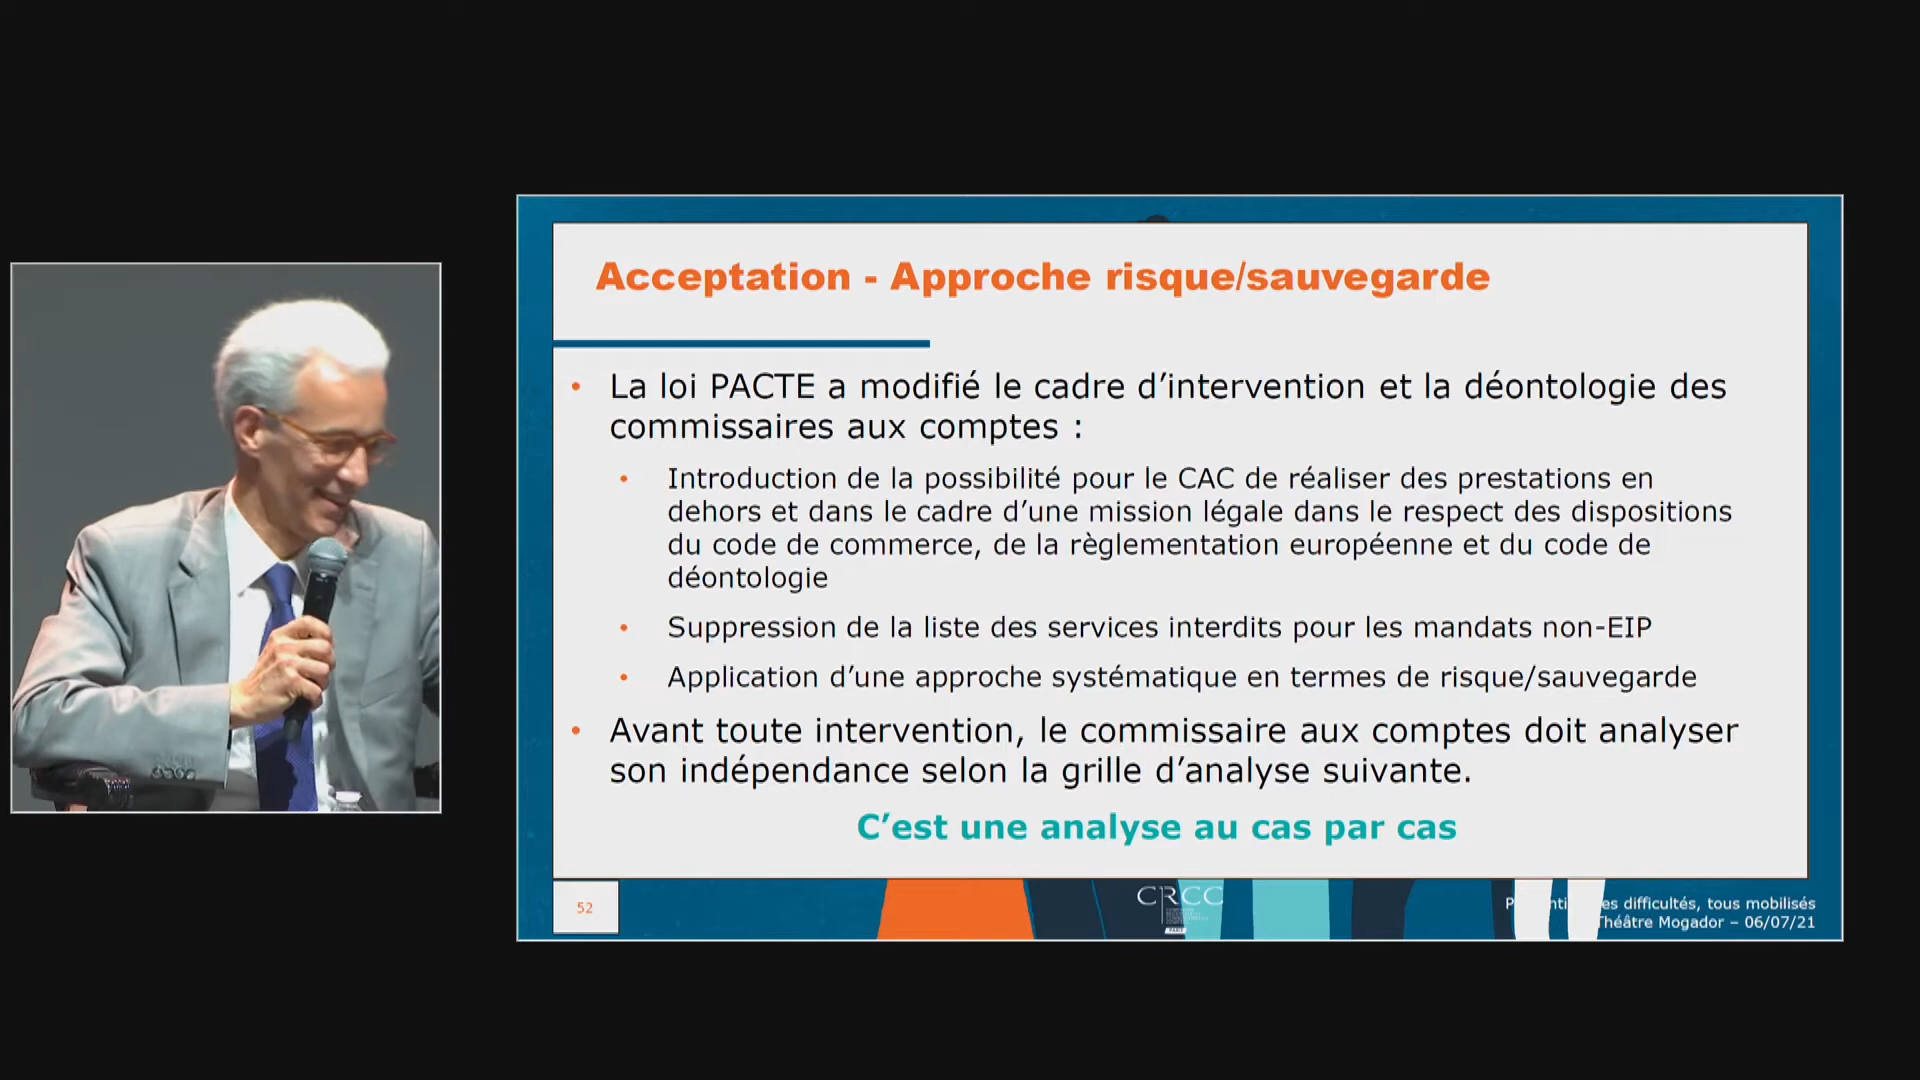 Acceptation - Approche risque/sauvegarde
• La loi PACTE a modifié le cadre d’intervention et la déontologie des
commissaires aux comptes :
• Introduction de la possibilité pour le CAC de réaliser des prestations en
dehors et dans le cadre d’une mission légale dans le respect des dispositions
du code de commerce, de la règlementation européenne et du code de
déontologie
• Suppression de la liste des services interdits pour les mandats non-EIP
• Application d’une approche systématique en termes de risque/sauvegarde
• Avant toute intervention, le commissaire aux comptes doit analyser
son indépendance selon la grille d’analyse suivante.
C’est une analyse au cas par cas
52
CRCC
PARIS
difficultés, tous mobilisés
Théâtre Mogador – 06/07/21